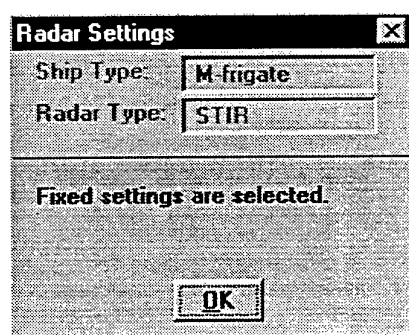 Radar Settings
Ship Type: M-frigate
Radar Type: STIR
Fixed settings are selected.
OK